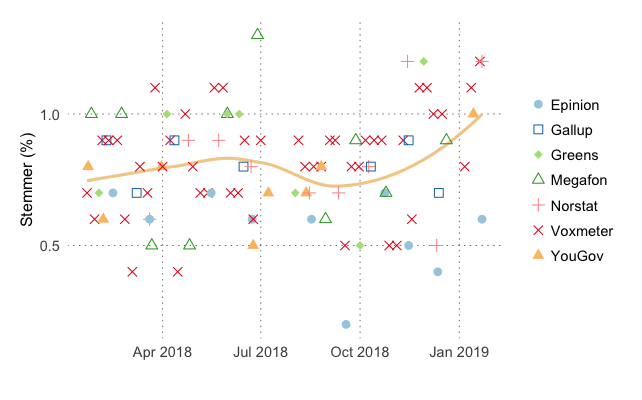 Stemmer (%)
1.0
0.5
Apr 2018
Jul 2018
Oct 2018
Jan 2019
Epinion
Gallup
Greens
Megafon
Norstat
Voxmeter
YouGov